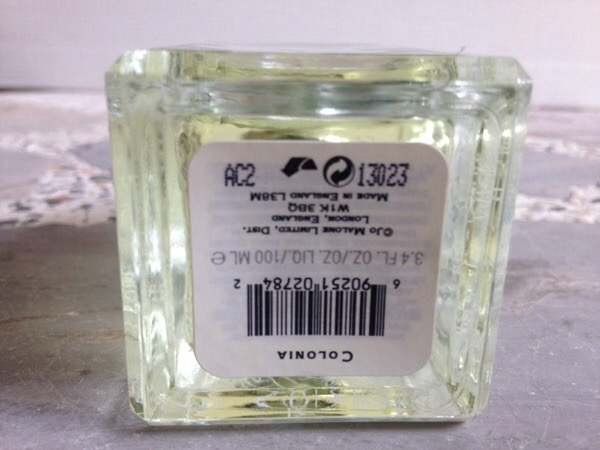 COLONIA
6 90251 02784 2
3.4 FL. OZ./OZ. LIQ./100 ML ℮
©JO MALONE LIMITED, DIST.
LONDON, ENGLAND
W1K 3BQ
MADE IN ENGLAND L38M
AC2 13023